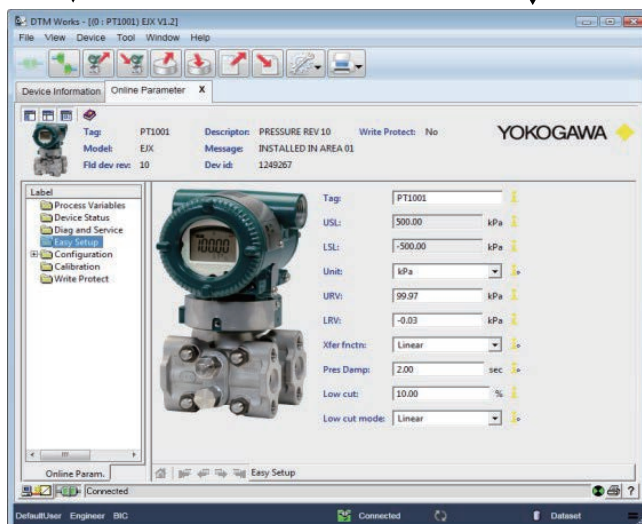 DTM Works - [(0 : PT1001) EJX V1.2]
File View Device Tool Window Help
Device Information Online Parameter X
Tag: PT1001 Descriptor: PRESSURE REV 10 Write Protect: No
YOKOGAWA
Model: EJX Message: INSTALLED IN AREA 01
Fld dev rev: 10 Dev id: 1249267
Label
Process Variables
Device Status
Diag and Service
Easy Setup
Configuration
Calibration
Write Protect
100.00
Tag: PT1001
USL: 500.00 kPa
LSL: -500.00 kPa
Unit: kPa
URV: 99.97 kPa
LRV: -0.03 kPa
Xfer fnctn: Linear
Pres Damp: 2.00 sec
Low cut: 10.00 %
Low cut mode: Linear
Online Param. Easy Setup
Connected ?
DefaultUser Engineer BIC Connected Dataset